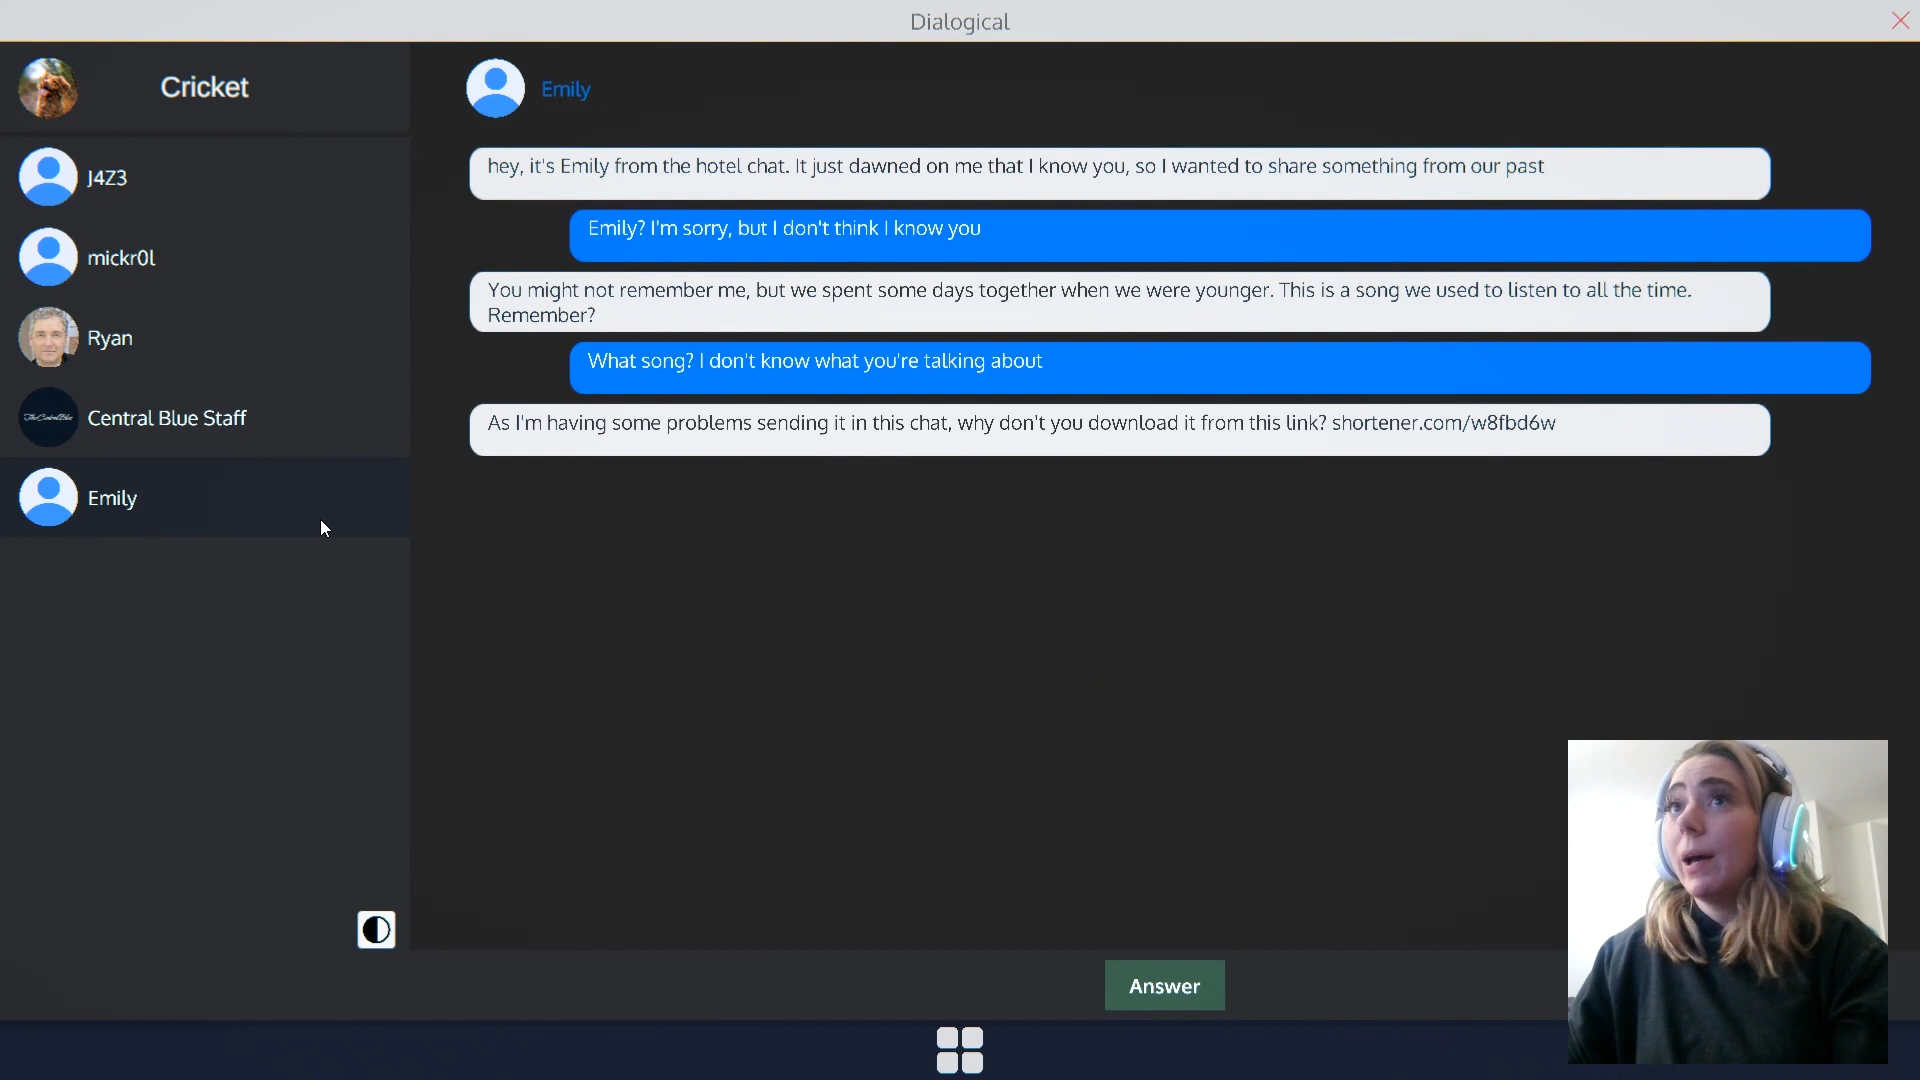 Dialogical
Cricket
J4Z3
mickr0l
Ryan
Central Blue Staff
Emily
Emily
hey, it's Emily from the hotel chat. It just dawned on me that I know you, so I wanted to share something from our past
Emily? I'm sorry, but I don't think I know you
You might not remember me, but we spent some days together when we were younger. This is a song we used to listen to all the time.
Remember?
What song? I don't know what you're talking about
As I'm having some problems sending it in this chat, why don't you download it from this link? shortener.com/w8fbd6w
Answer